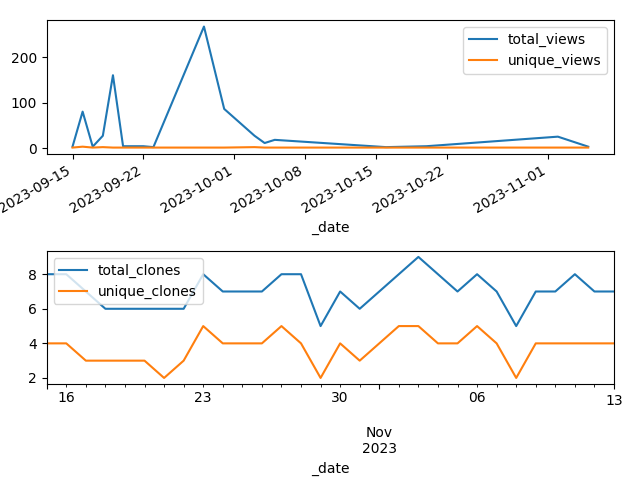 total_views
unique_views
200
100
0
2023-09-15
2023-09-22
2023-10-01
2023-10-08
2023-10-15
2023-10-22
2023-11-01
_date
total_clones
unique_clones
8
6
4
2
16
23
30
06
13
Nov
2023
_date